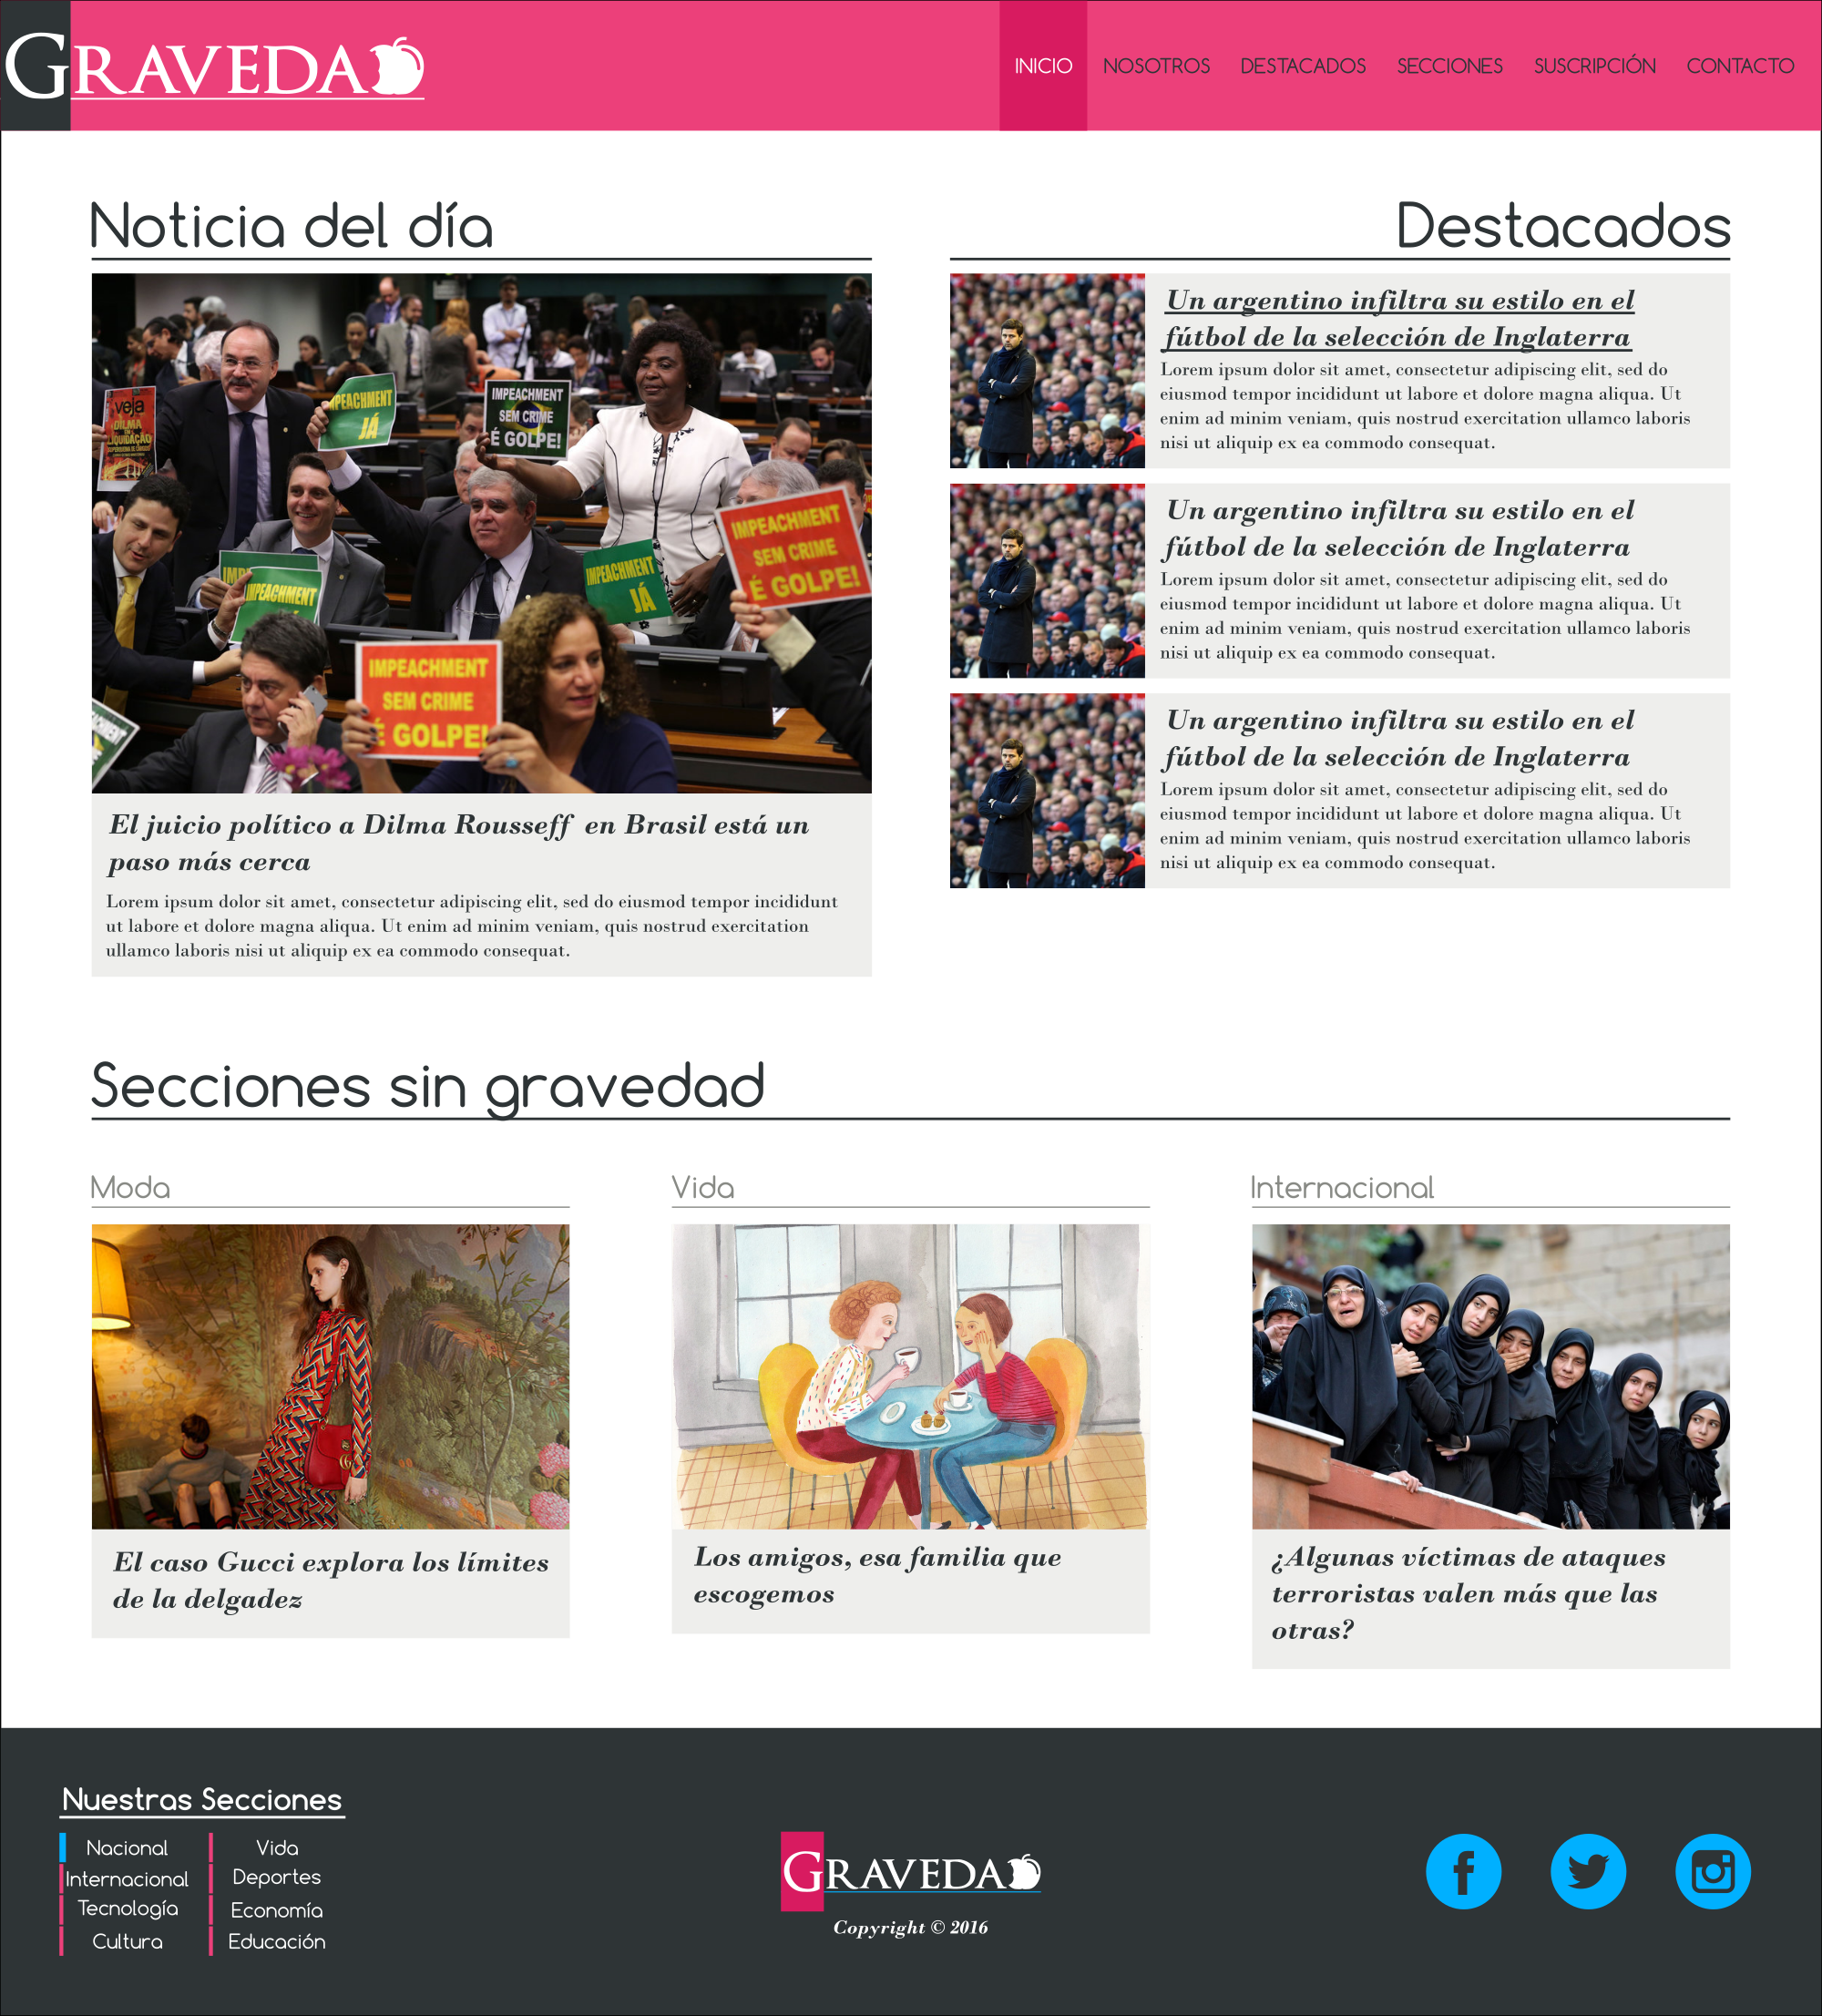 GRAVEDAD
INICIO NOSOTROS DESTACADOS SECCIONES SUSCRIPCIÓN CONTACTO
Noticia del día
veja
DILMA
LIQUIDAÇÃO
IMPEACHMENT
JÁ
IMPEACHMENT
SEM CRIME
É GOLPE!
IMPEACHMENT
SEM CRIME
É GOLPE!
IMPEACHMENT
JÁ
IMP
IMPEACHMENT
IMPEACHMENT
SEM CRIME
É GOLPE!
El juicio político a Dilma Rousseff en Brasil está un
paso más cerca
Lorem ipsum dolor sit amet, consectetur adipiscing elit, sed do eiusmod tempor incididunt
ut labore et dolore magna aliqua. Ut enim ad minim veniam, quis nostrud exercitation
ullamco laboris nisi ut aliquip ex ea commodo consequat.
Destacados
Un argentino infiltra su estilo en el
fútbol de la selección de Inglaterra
Lorem ipsum dolor sit amet, consectetur adipiscing elit, sed do
eiusmod tempor incididunt ut labore et dolore magna aliqua. Ut
enim ad minim veniam, quis nostrud exercitation ullamco laboris
nisi ut aliquip ex ea commodo consequat.
Un argentino infiltra su estilo en el
fútbol de la selección de Inglaterra
Lorem ipsum dolor sit amet, consectetur adipiscing elit, sed do
eiusmod tempor incididunt ut labore et dolore magna aliqua. Ut
enim ad minim veniam, quis nostrud exercitation ullamco laboris
nisi ut aliquip ex ea commodo consequat.
Un argentino infiltra su estilo en el
fútbol de la selección de Inglaterra
Lorem ipsum dolor sit amet, consectetur adipiscing elit, sed do
eiusmod tempor incididunt ut labore et dolore magna aliqua. Ut
enim ad minim veniam, quis nostrud exercitation ullamco laboris
nisi ut aliquip ex ea commodo consequat.
Secciones sin gravedad
Moda
El caso Gucci explora los límites
de la delgadez
Vida
Los amigos, esa familia que
escogemos
Internacional
¿Algunas víctimas de ataques
terroristas valen más que las
otras?
Nuestras Secciones
Nacional Vida
Internacional Deportes
Tecnología Economía
Cultura Educación
GRAVEDAD
Copyright © 2016